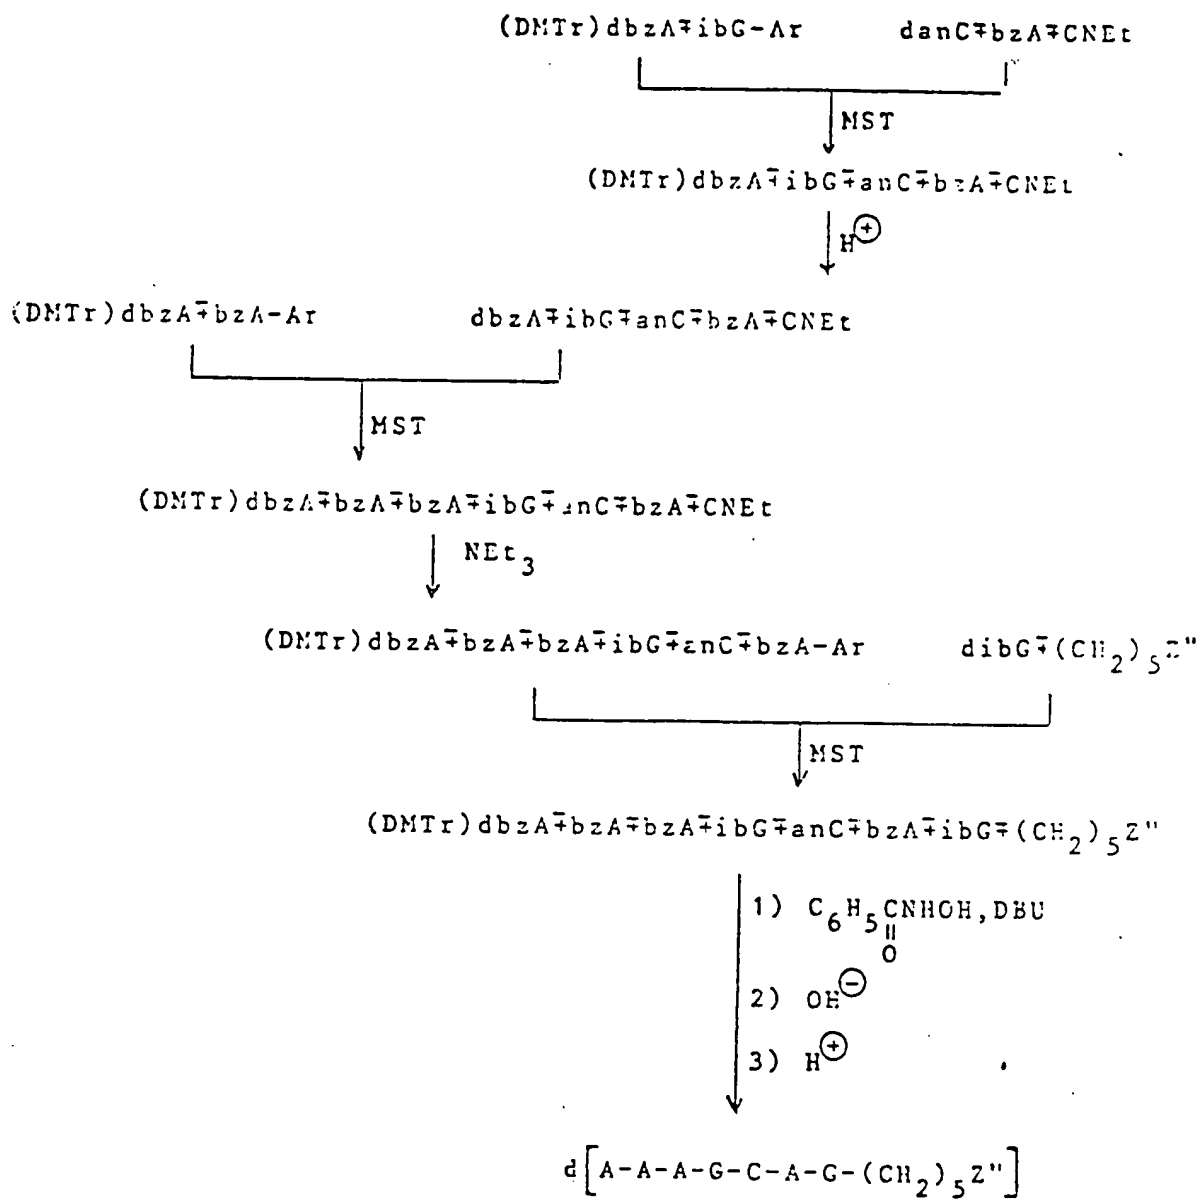 (DMTr)dbzA∓ibG-Ar danC∓bzA∓CNEt
MST
(DMTr)dbzA∓ibG∓anC∓bzA∓CNEt
H⊕
(DMTr)dbzA∓bzA-Ar dbzA∓ibG∓anC∓bzA∓CNEt
MST
(DMTr)dbzA∓bzA∓bzA∓ibG∓anC∓bzA∓CNEt
NEt3
(DMTr)dbzA∓bzA∓bzA∓ibG∓anC∓bzA-Ar dibG∓(CH2)5Z"
MST
(DMTr)dbzA∓bzA∓bzA∓ibG∓anC∓bzA∓ibG∓(CH2)5Z"
1) C6H5CNHOH,DBU
O
2) OH⊖
3) H⊕
d[A-A-A-G-C-A-G-(CH2)5Z"]